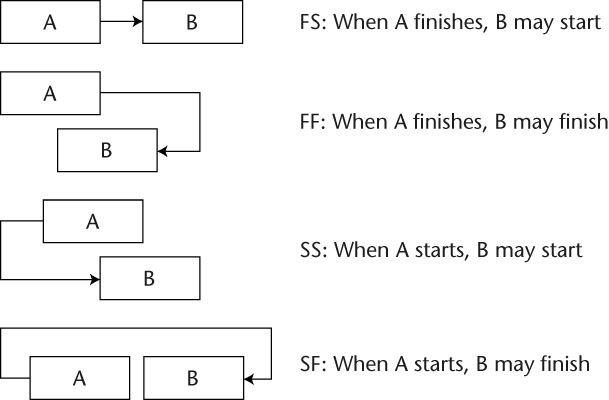 A B FS: When A finishes, B may start
A
FF: When A finishes, B may finish
B
A
SS: When A starts, B may start
B
A B SF: When A starts, B may finish